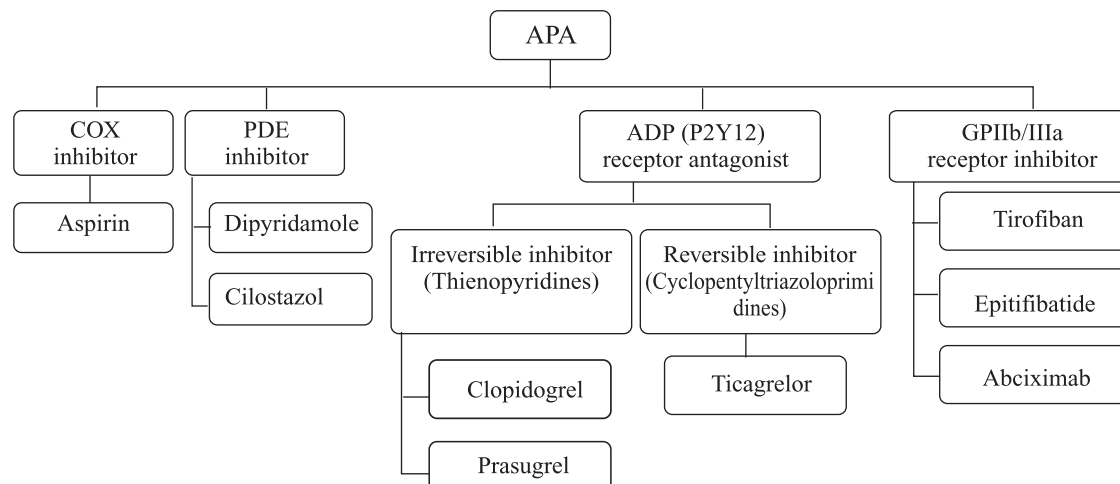 APA
COX
inhibitor
PDE
inhibitor
ADP (P2Y12)
receptor antagonist
GPIIb/IIIa
receptor inhibitor
Aspirin
Dipyridamole
Cilostazol
Irreversible inhibitor
(Thienopyridines)
Reversible inhibitor
(Cyclopentyltriazoloprimi
dines)
Tirofiban
Epitifibatide
Abciximab
Clopidogrel
Prasugrel
Ticagrelor